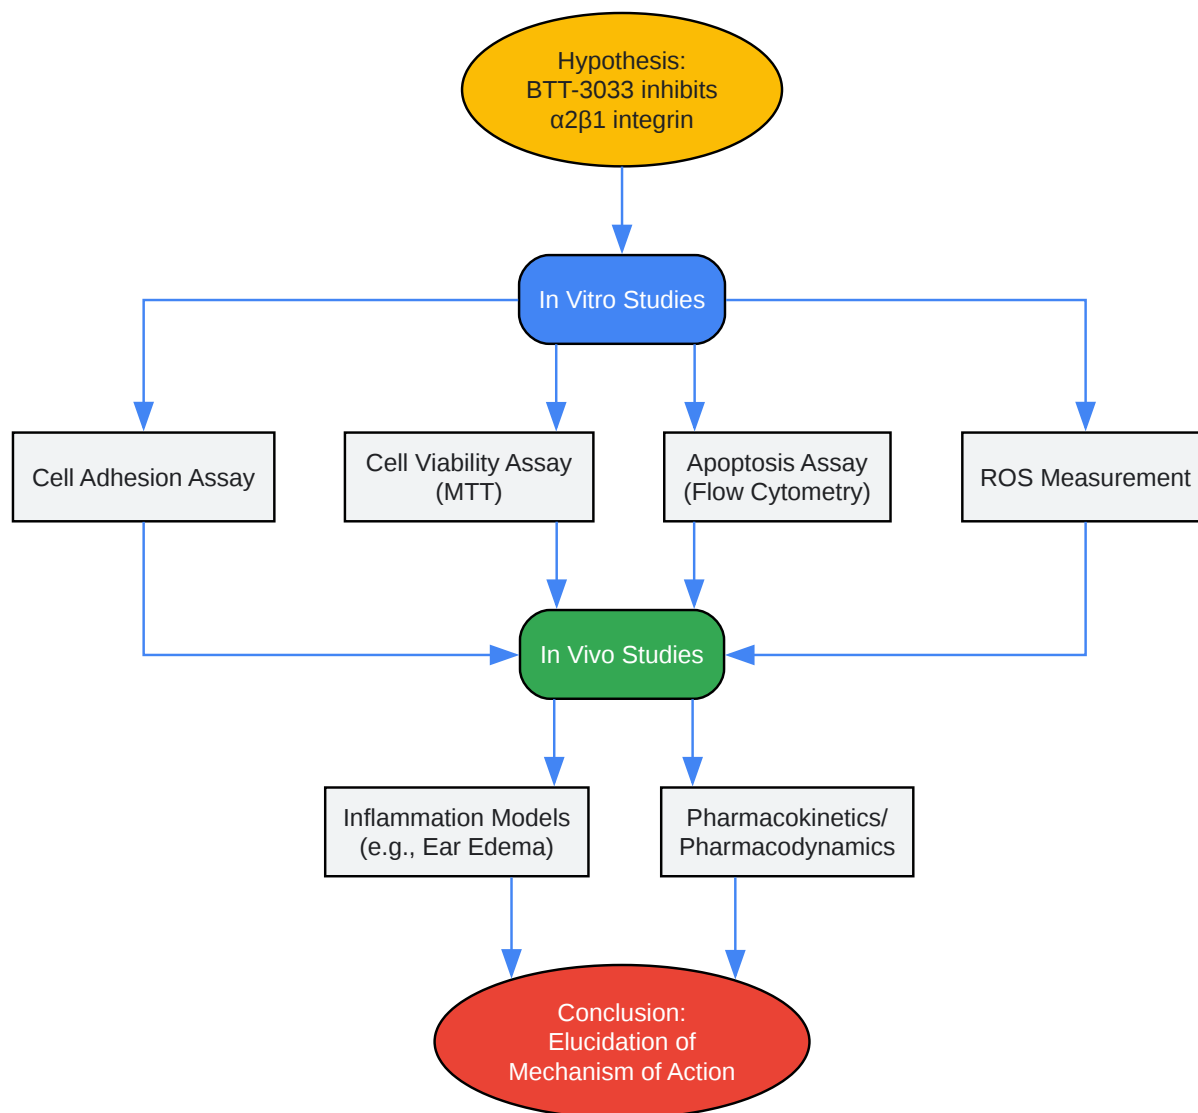 Hypothesis:
BTT-3033 inhibits
α2β1 integrin
In Vitro Studies
Cell Adhesion Assay
Cell Viability Assay
(MTT)
Apoptosis Assay
(Flow Cytometry)
ROS Measurement
In Vivo Studies
Inflammation Models
(e.g., Ear Edema)
Pharmacokinetics/
Pharmacodynamics
Conclusion:
Elucidation of
Mechanism of Action